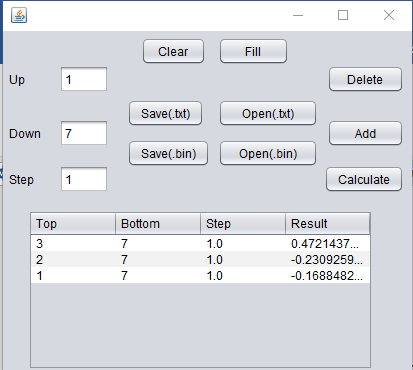 Clear Fill
Up 1 Delete
Save(.txt) Open(.txt)
Down 7 Add
Save(.bin) Open(.bin)
Step 1 Calculate
Top Bottom Step Result
3 7 1.0 0.4721437...
2 7 1.0 -0.2309259...
1 7 1.0 -0.1688482...